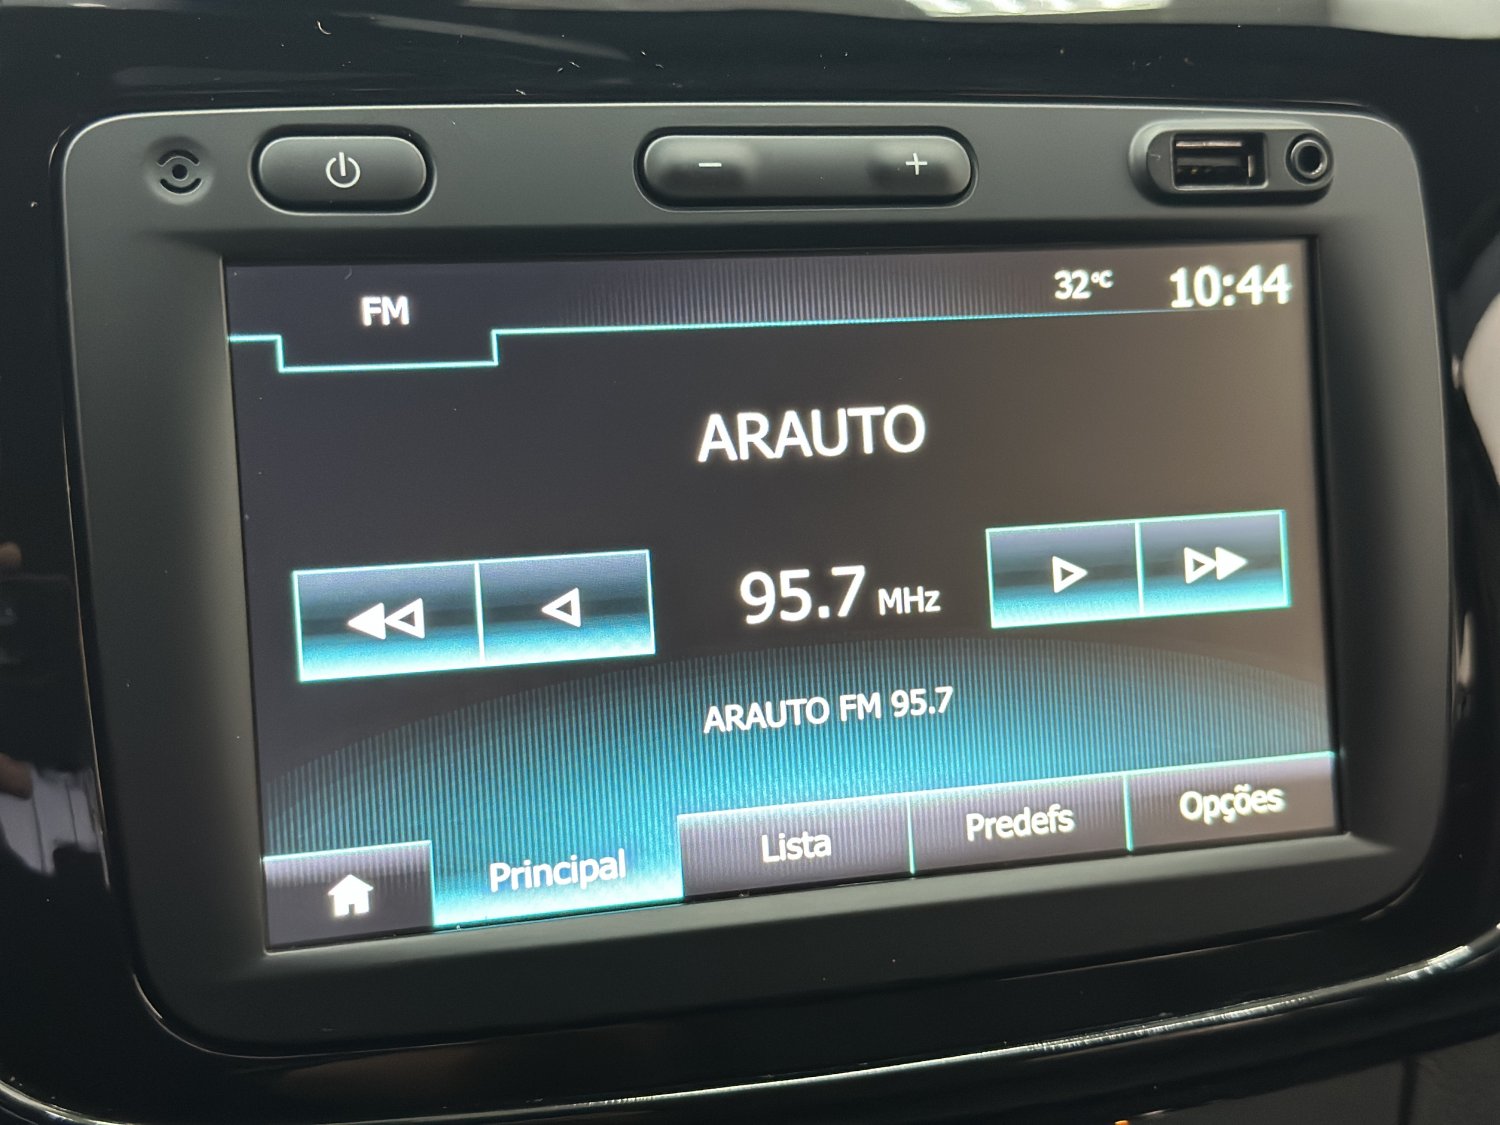 FM
32°C 10:44
ARAUTO
95.7 MHz
ARAUTO FM 95.7
Principal Lista Predefs Opções